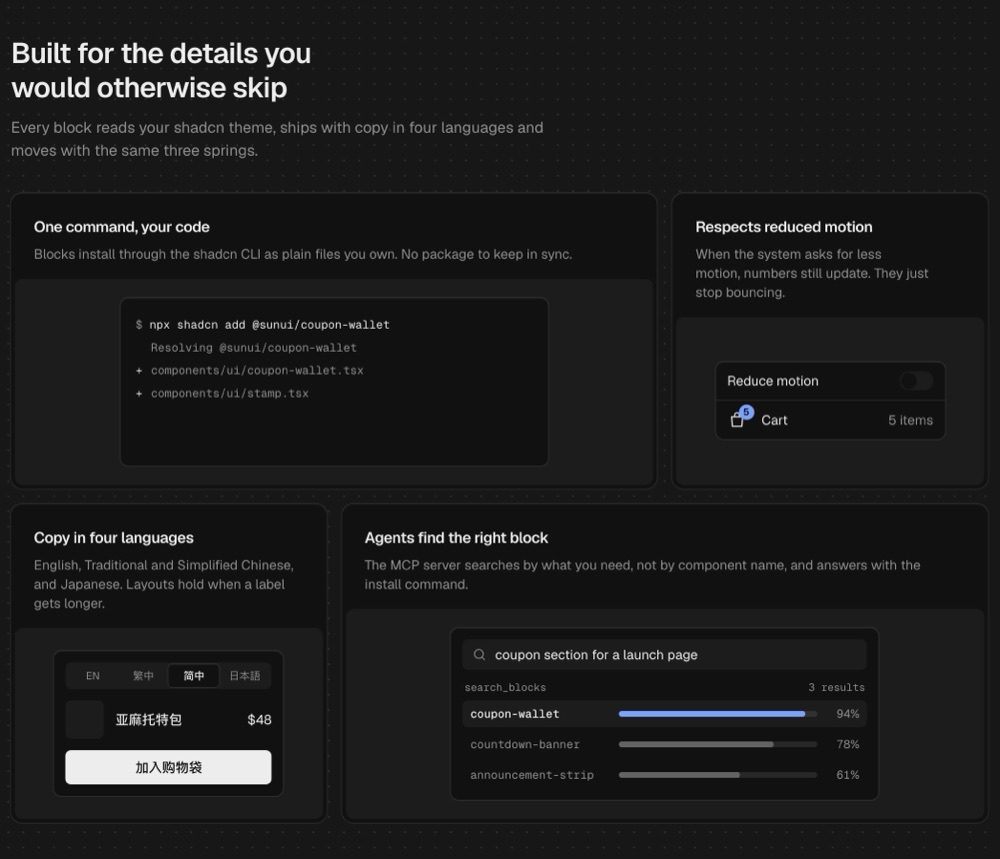 Built for the details you
would otherwise skip
Every block reads your shadcn theme, ships with copy in four languages and
moves with the same three springs.
One command, your code
Blocks install through the shadcn CLI as plain files you own. No package to keep in sync.
$ npx shadcn add @sunui/coupon-wallet
Resolving @sunui/coupon-wallet
+ components/ui/coupon-wallet.tsx
+ components/ui/stamp.tsx
Respects reduced motion
When the system asks for less
motion, numbers still update. They just
stop bouncing.
Reduce motion
5 Cart 5 items
Copy in four languages
English, Traditional and Simplified Chinese,
and Japanese. Layouts hold when a label
gets longer.
EN 繁中 简中 日本語
亚麻托特包 $48
加入购物袋
Agents find the right block
The MCP server searches by what you need, not by component name, and answers with the
install command.
coupon section for a launch page
search_blocks 3 results
coupon-wallet 94%
countdown-banner 78%
announcement-strip 61%